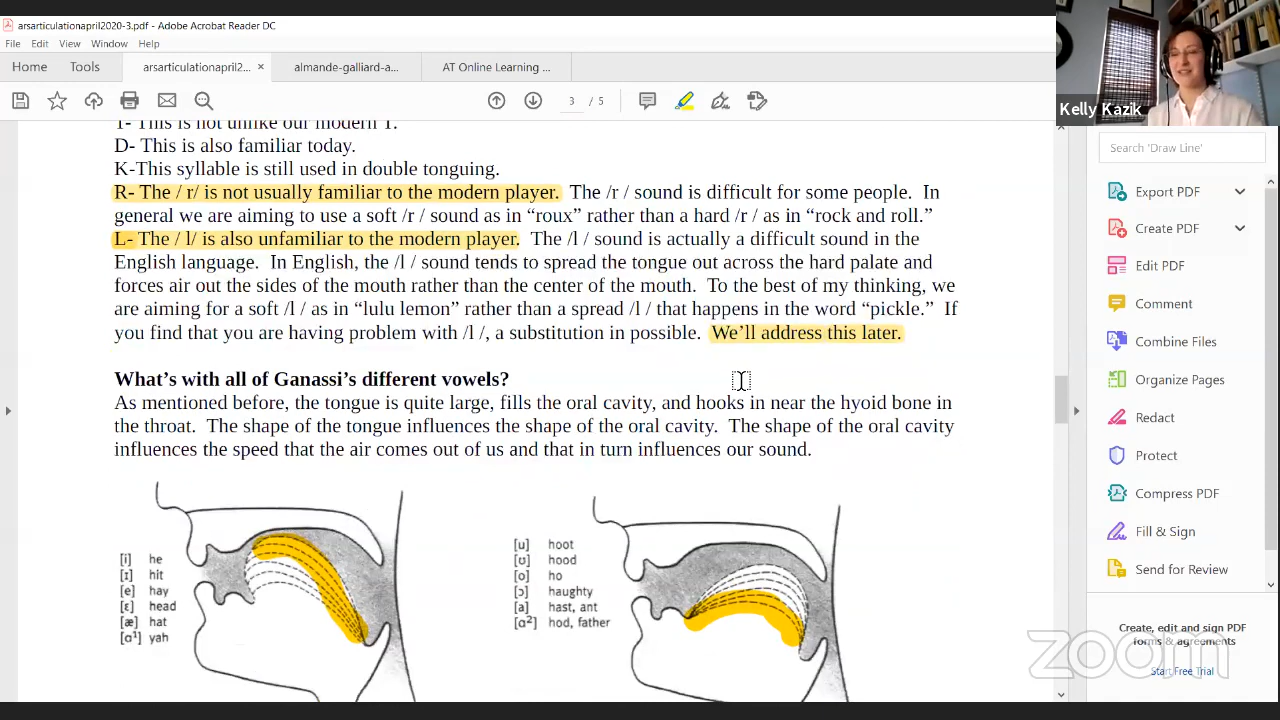 arsarticulationapril2020-3.pdf - Adobe Acrobat Reader DC
File Edit View Window Help
Home Tools arsarticulationapril2... × almande-galliard-a... AT Online Learning ...
3 / 5
Kelly Kazik
T- This is not unlike our modern T.
D- This is also familiar today.
K-This syllable is still used in double tonguing.
R- The / r/ is not usually familiar to the modern player. The /r / sound is difficult for some people. In
general we are aiming to use a soft /r / sound as in “roux” rather than a hard /r / as in “rock and roll.”
L- The / l/ is also unfamiliar to the modern player. The /l / sound is actually a difficult sound in the
English language. In English, the /l / sound tends to spread the tongue out across the hard palate and
forces air out the sides of the mouth rather than the center of the mouth. To the best of my thinking, we
are aiming for a soft /l / as in “lulu lemon” rather than a spread /l / that happens in the word “pickle.” If
you find that you are having problem with /l /, a substitution in possible. We’ll address this later.
What’s with all of Ganassi’s different vowels?
As mentioned before, the tongue is quite large, fills the oral cavity, and hooks in near the hyoid bone in
the throat. The shape of the tongue influences the shape of the oral cavity. The shape of the oral cavity
influences the speed that the air comes out of us and that in turn influences our sound.
[i] he
[ɪ] hit
[e] hay
[ɛ] head
[æ] hat
[ɑ¹] yah
[u] hoot
[ʊ] hood
[o] ho
[ɔ] haughty
[a] hast, ant
[ɑ²] hod, father
Search 'Draw Line'
Export PDF
Create PDF
Edit PDF
Comment
Combine Files
Organize Pages
Redact
Protect
Compress PDF
Fill & Sign
Send for Review
Create, edit and sign PDF
forms & agreements
Start Free Trial
zoom